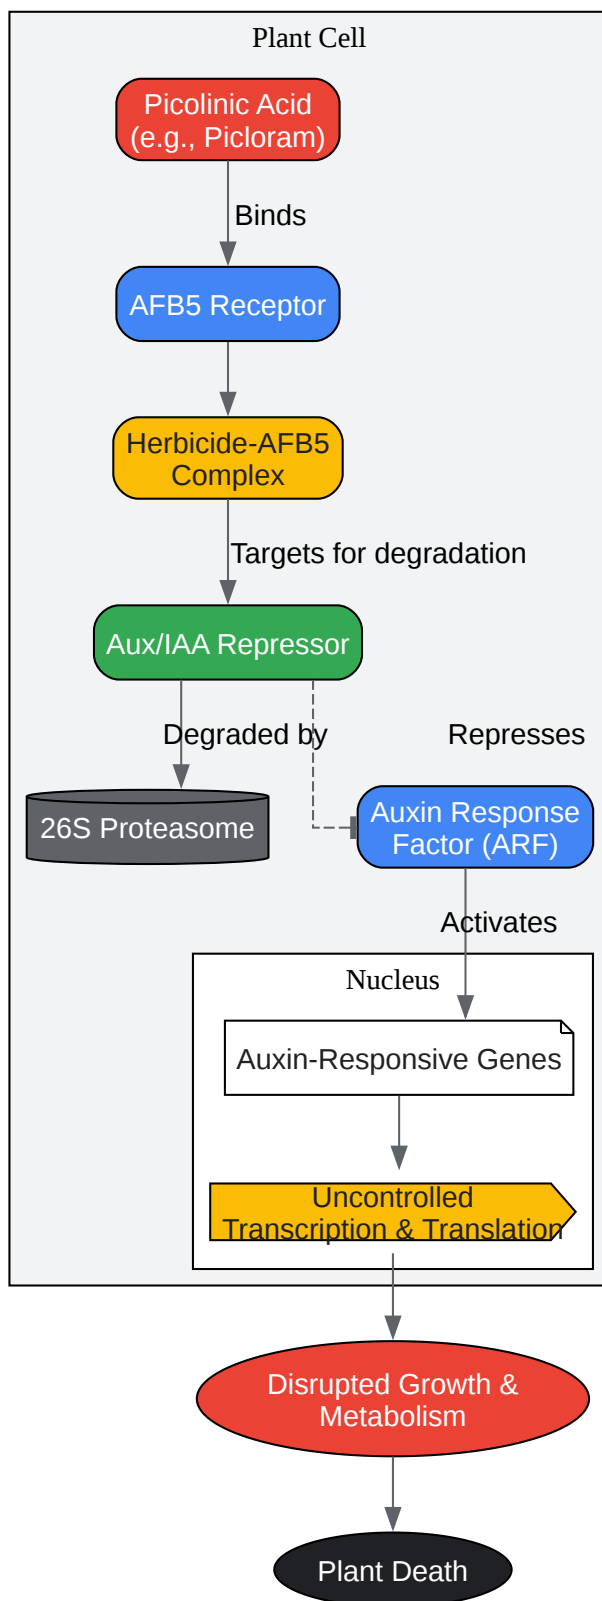 Plant Cell
Picolinic Acid
(e.g., Picloram)
Binds
AFB5 Receptor
Herbicide-AFB5
Complex
Targets for degradation
Aux/IAA Repressor
Degraded by
Represses
26S Proteasome
Auxin Response
Factor (ARF)
Activates
Nucleus
Auxin-Responsive Genes
Uncontrolled
Transcription & Translation
Disrupted Growth &
Metabolism
Plant Death